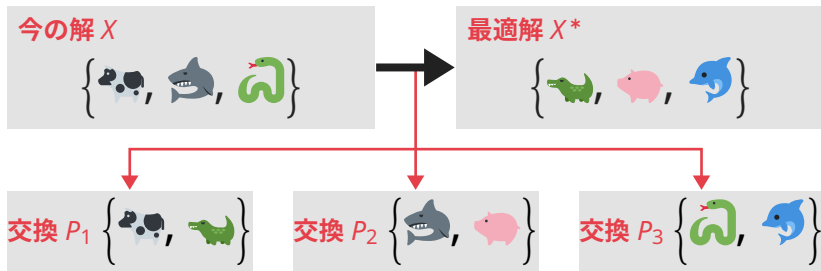 今の解 X
最適解 X*
{ , , }
{ , , }
交換 P1 { , }
交換 P2 { , }
交換 P3 { , }